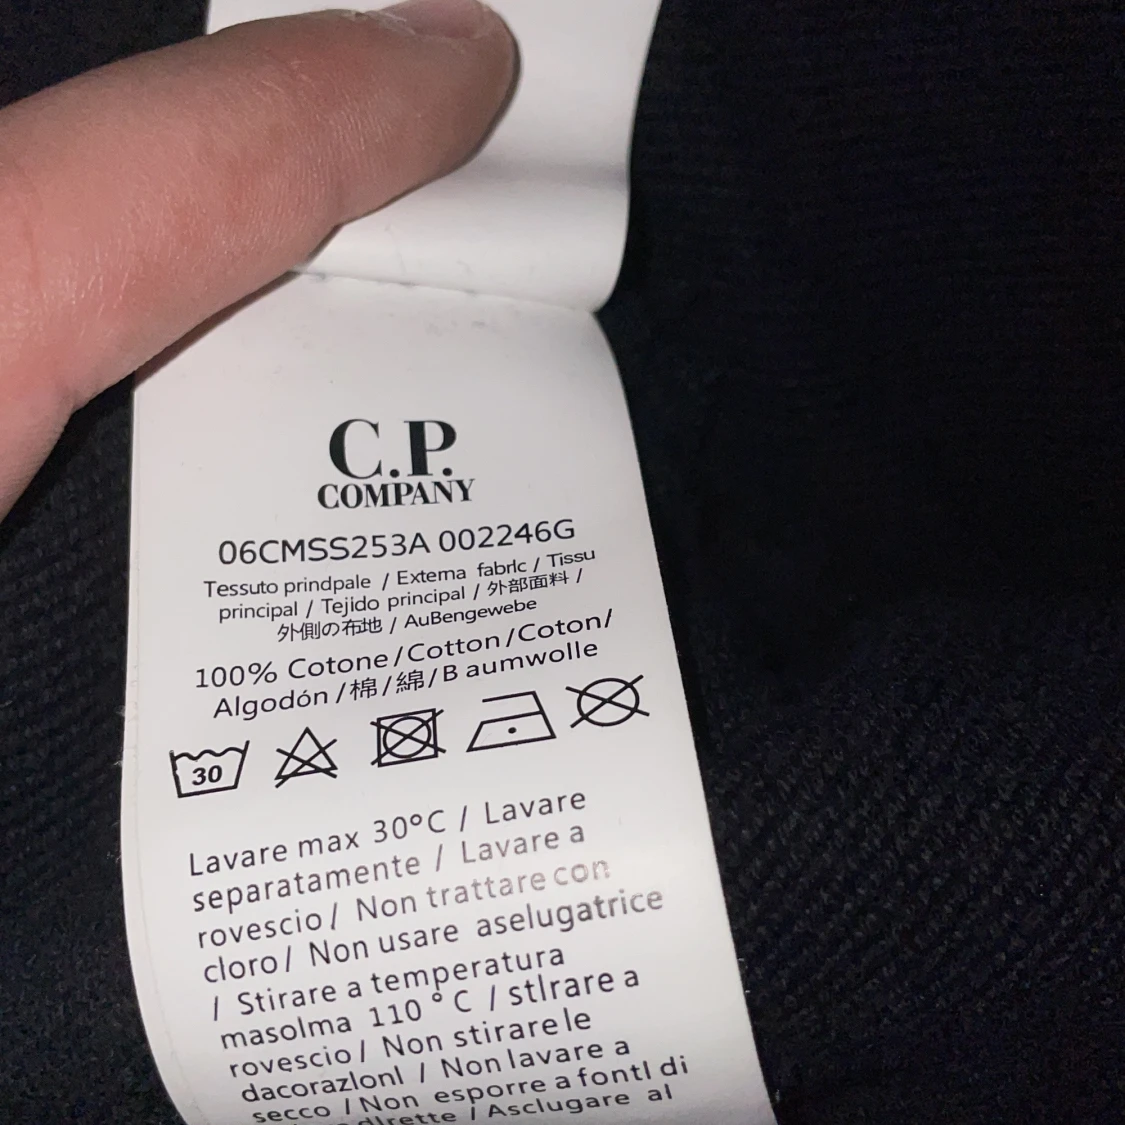 C.P.
COMPANY
06CMSS253A 002246G
Tessuto prindpale / Extema fabrlc / Tissu
principal / Tejido principal / 外部面料 /
外側の布地 / AuBengewebe
100% Cotone/Cotton/Coton/
Algodón/棉/綿/B aumwolle
30
Lavare max 30°C / Lavare
separatamente / Lavare a
rovescio/ Non trattare con
cloro/ Non usare aselugatrice
/ Stirare a temperatura
masolma 110 °C / stlrare a
rovescio/ Non stirare le
dacorazlonl / Non lavare a
secco / Non esporre a fontl di
dlrette / Asclugare al